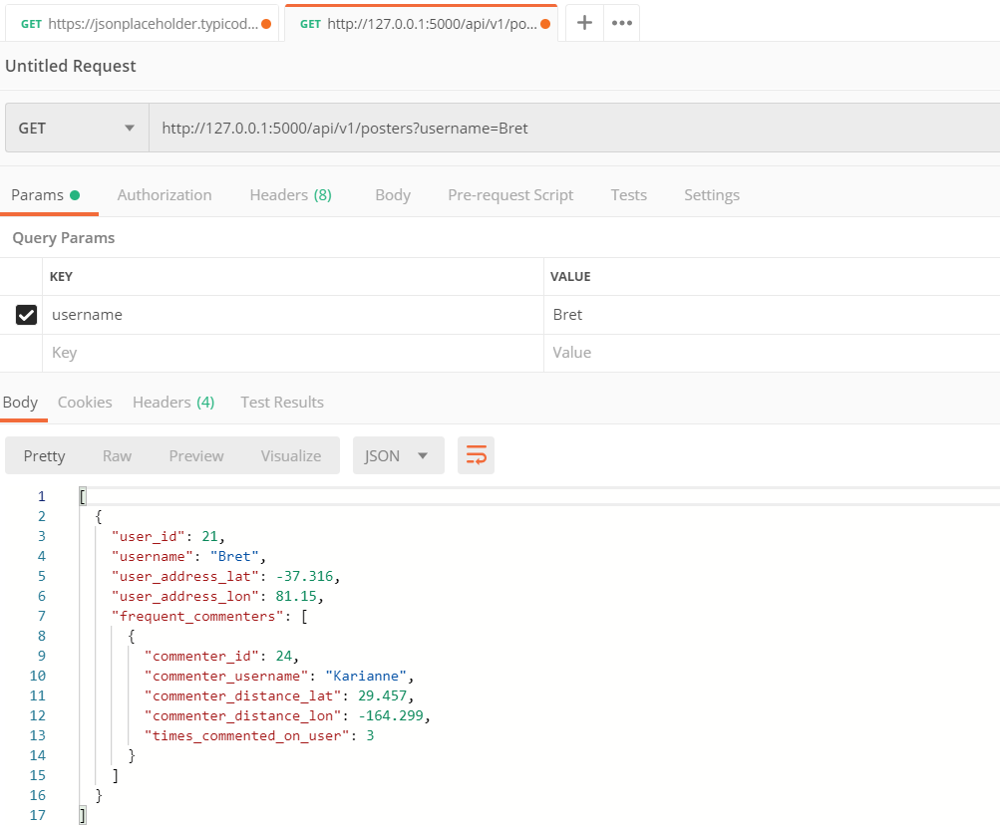 GET https://jsonplaceholder.typicod... GET http://127.0.0.1:5000/api/v1/po... + •••
Untitled Request
GET http://127.0.0.1:5000/api/v1/posters?username=Bret
Params Authorization Headers (8) Body Pre-request Script Tests Settings
Query Params
KEY VALUE
username Bret
Key Value
Body Cookies Headers (4) Test Results
Pretty Raw Preview Visualize JSON
1 [
2 {
3 "user_id": 21,
4 "username": "Bret",
5 "user_address_lat": -37.316,
6 "user_address_lon": 81.15,
7 "frequent_commenters": [
8 {
9 "commenter_id": 24,
10 "commenter_username": "Karianne",
11 "commenter_distance_lat": 29.457,
12 "commenter_distance_lon": -164.299,
13 "times_commented_on_user": 3
14 }
15 ]
16 }
17 ]